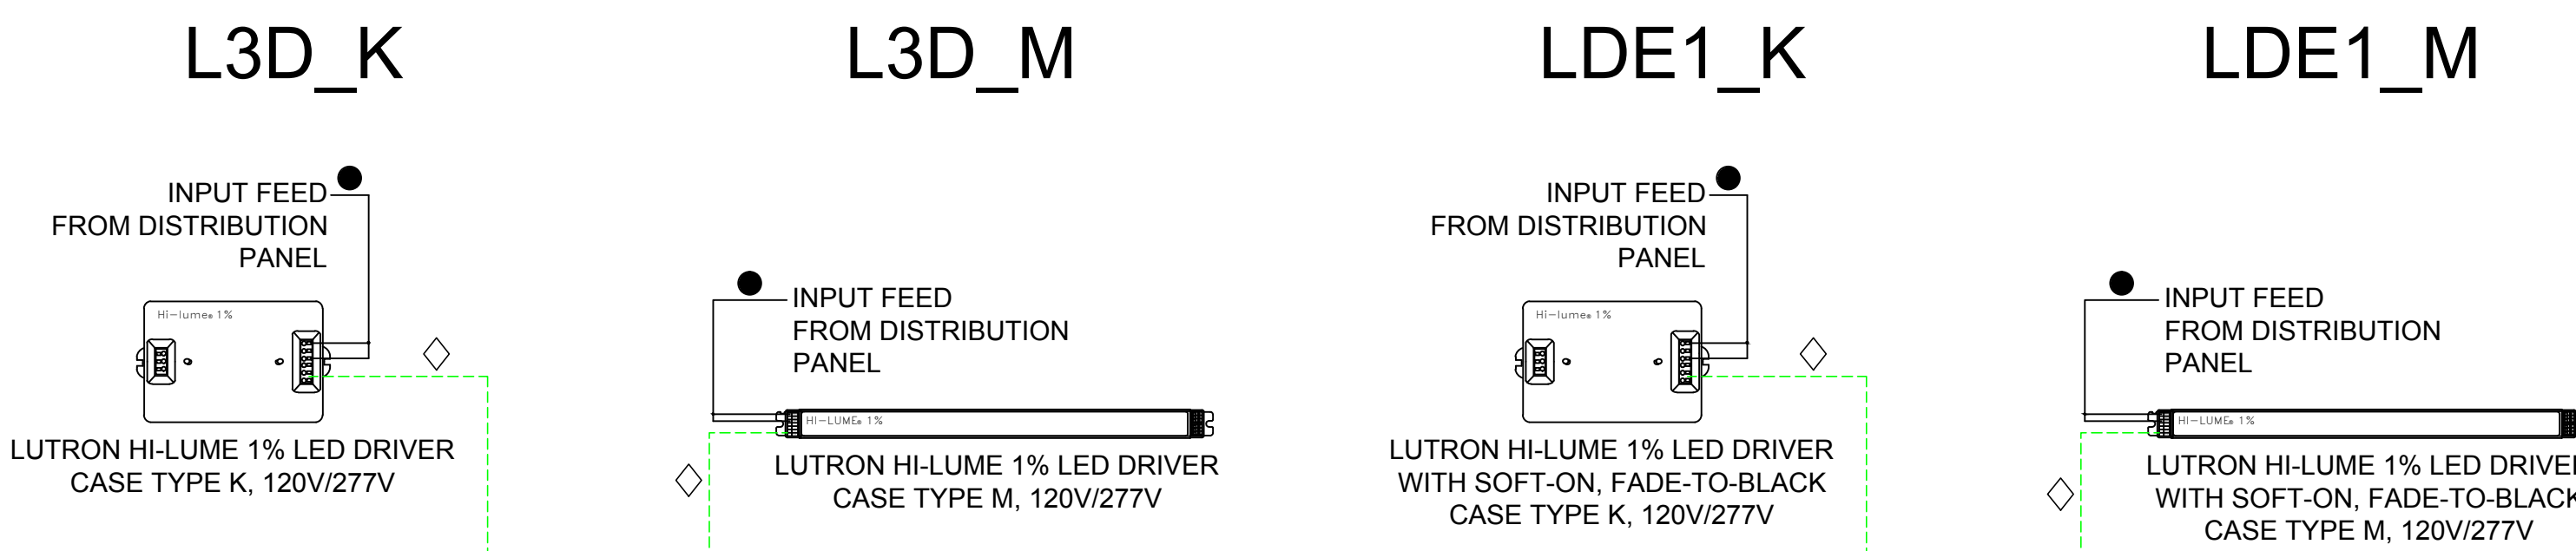 L3D_K
INPUT FEED
FROM DISTRIBUTION
PANEL
Hi-lume® 1%
LUTRON HI-LUME 1% LED DRIVER
CASE TYPE K, 120V/277V
L3D_M
INPUT FEED
FROM DISTRIBUTION
PANEL
HI-LUME® 1%
LUTRON HI-LUME 1% LED DRIVER
CASE TYPE M, 120V/277V
LDE1_K
INPUT FEED
FROM DISTRIBUTION
PANEL
Hi-lume® 1%
LUTRON HI-LUME 1% LED DRIVER
WITH SOFT-ON, FADE-TO-BLACK
CASE TYPE K, 120V/277V
LDE1_M
INPUT FEED
FROM DISTRIBUTION
PANEL
HI-LUME® 1%
LUTRON HI-LUME 1% LED DRIVER
WITH SOFT-ON, FADE-TO-BLACK
CASE TYPE M, 120V/277V